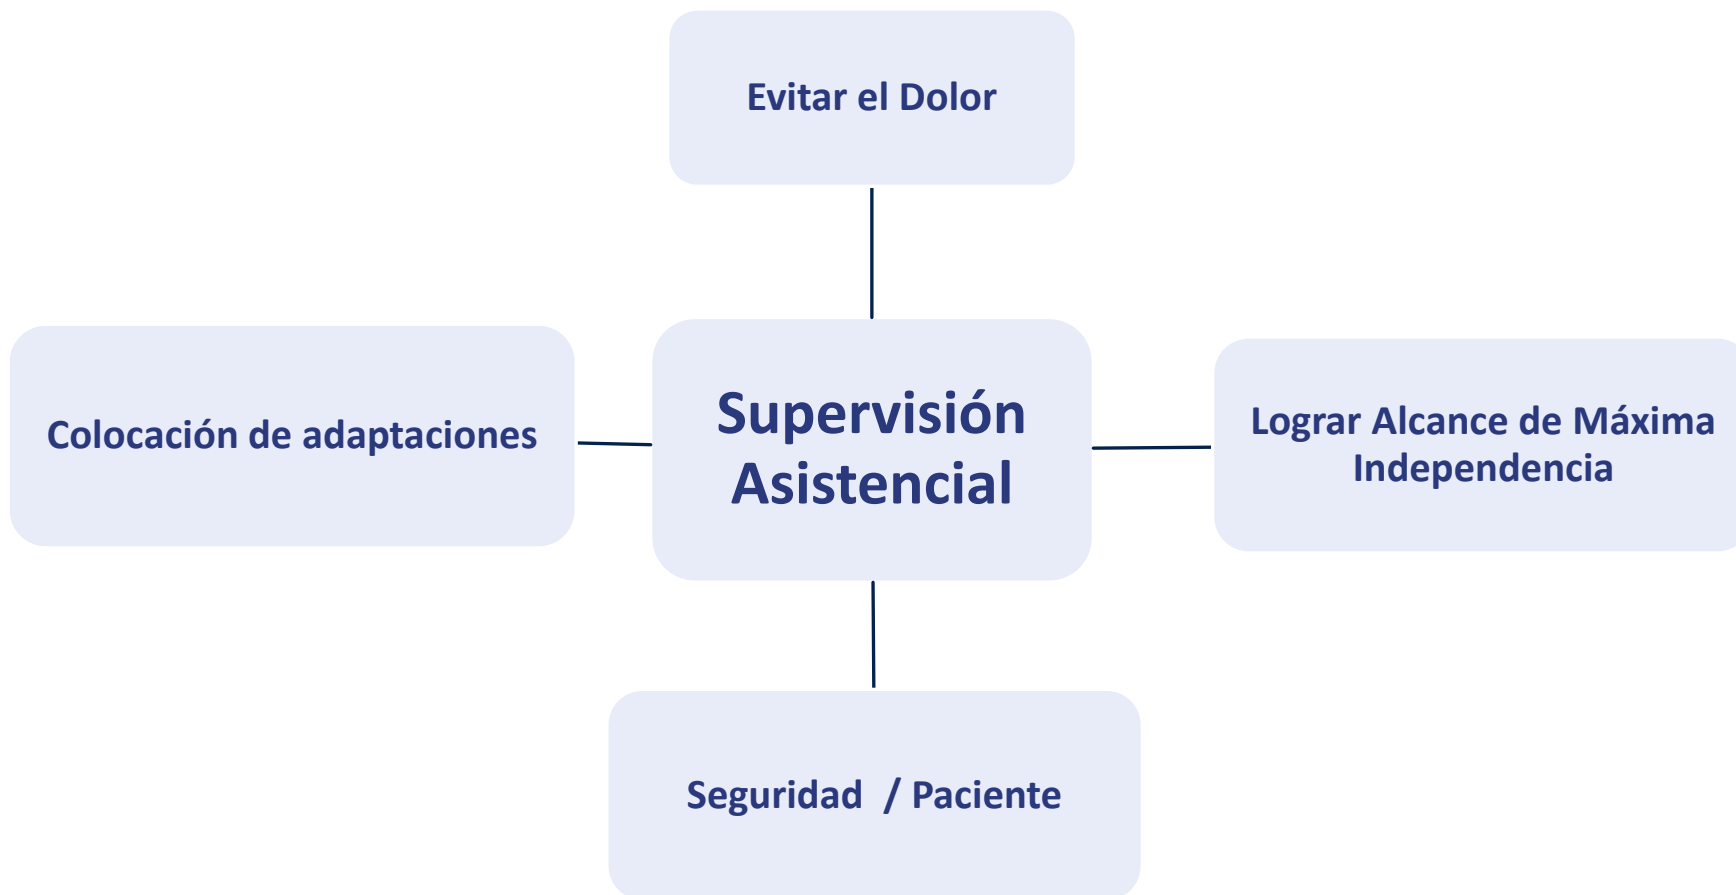 Evitar el Dolor
Colocación de adaptaciones
Supervisión
Asistencial
Lograr Alcance de Máxima
Independencia
Seguridad / Paciente